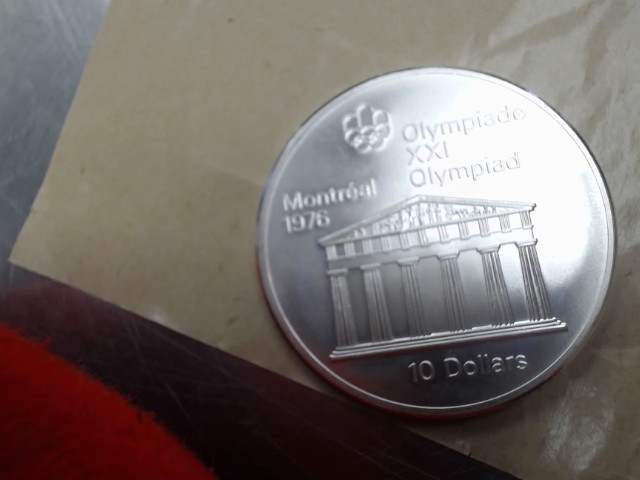 Olympiade
XXI
Olympiad
Montréal
1976
10 Dollars